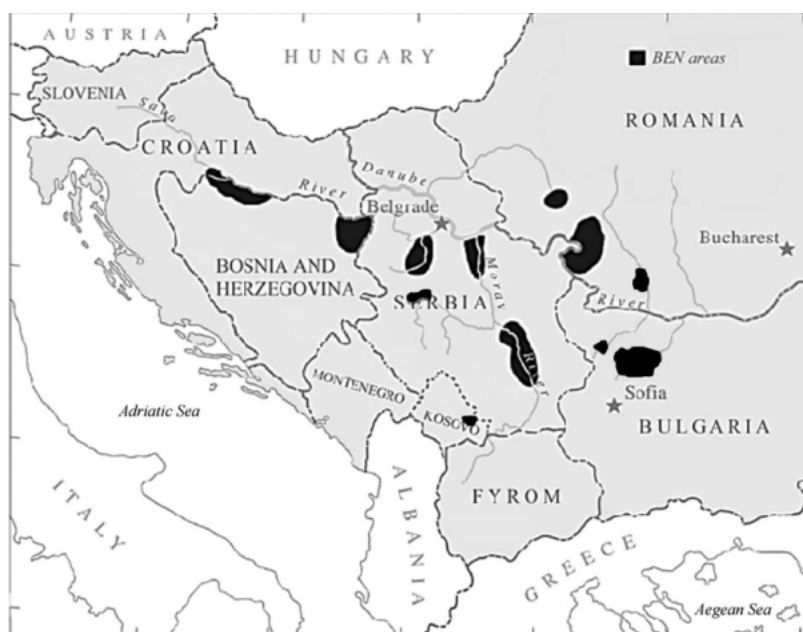 AUSTRIA
HUNGARY
BEN areas
SLOVENIA
Sava
ROMANIA
CROATIA
Danube
River
Belgrade
Bucharest
BOSNIA AND
HERZEGOVINA
Morav
SERBIA
River
River
MONTENEGRO
Sofia
Adriatic Sea
KOSOVO
BULGARIA
ITALY
ALBANIA
FYROM
GREECE
Aegean Sea